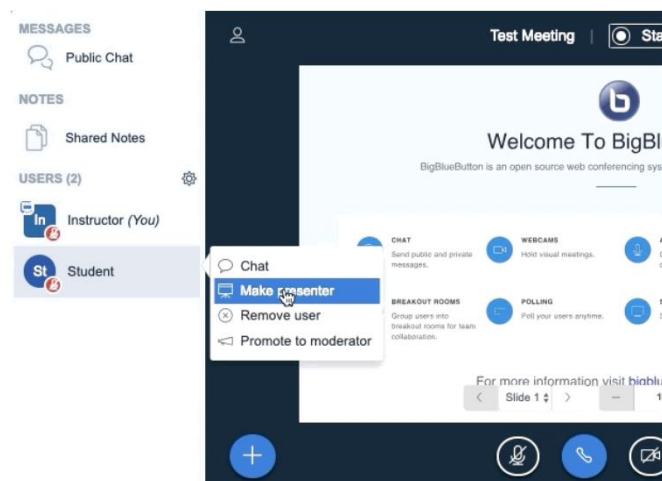 MESSAGES
Public Chat
NOTES
Shared Notes
USERS (2)
In
Instructor (You)
St
Student
Test Meeting
Sta
b
Welcome To BigBl
BigBlueButton is an open source web conferencing sys
CHAT
Send public and private
messages.
WEBCAMS
Hold visual meetings.
BREAKOUT ROOMS
Group users into
breakout rooms for team
collaboration.
POLLING
Poll your users anytime.
For more information visit bigblu
Slide 1
1
Chat
Make presenter
Remove user
Promote to moderator